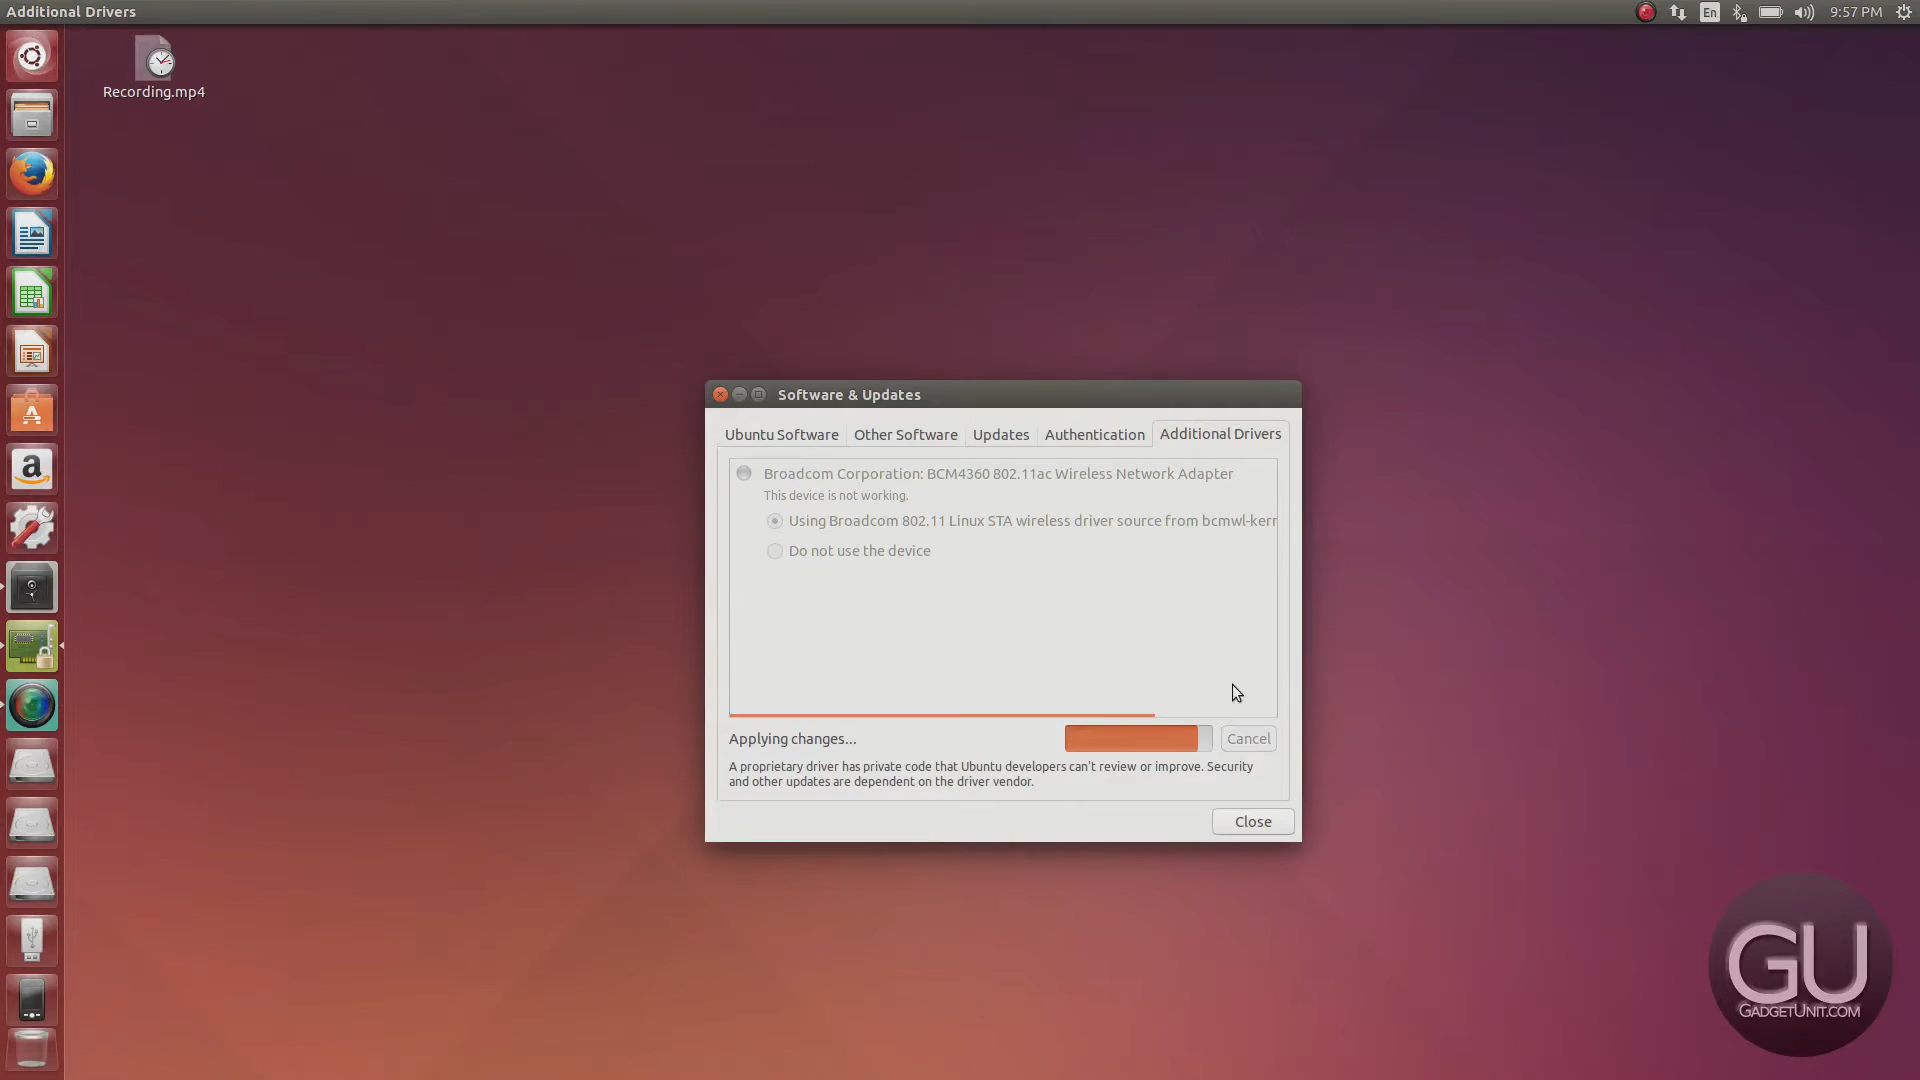 Additional Drivers
En
9:57 PM
Recording.mp4
Software & Updates
Ubuntu Software
Other Software
Updates
Authentication
Additional Drivers
Broadcom Corporation: BCM4360 802.11ac Wireless Network Adapter
This device is not working.
Using Broadcom 802.11 Linux STA wireless driver source from bcmwl-kern
Do not use the device
Applying changes...
Cancel
A proprietary driver has private code that Ubuntu developers can't review or improve. Security
and other updates are dependent on the driver vendor.
Close
GU
GADGETUNIT.COM